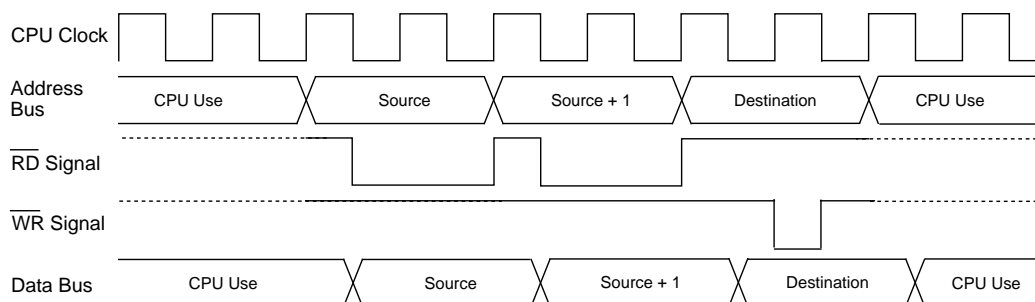 CPU Clock
Address
Bus
CPU Use
Source
Source + 1
Destination
CPU Use
RD Signal
WR Signal
Data Bus
CPU Use
Source
Source + 1
Destination
CPU Use